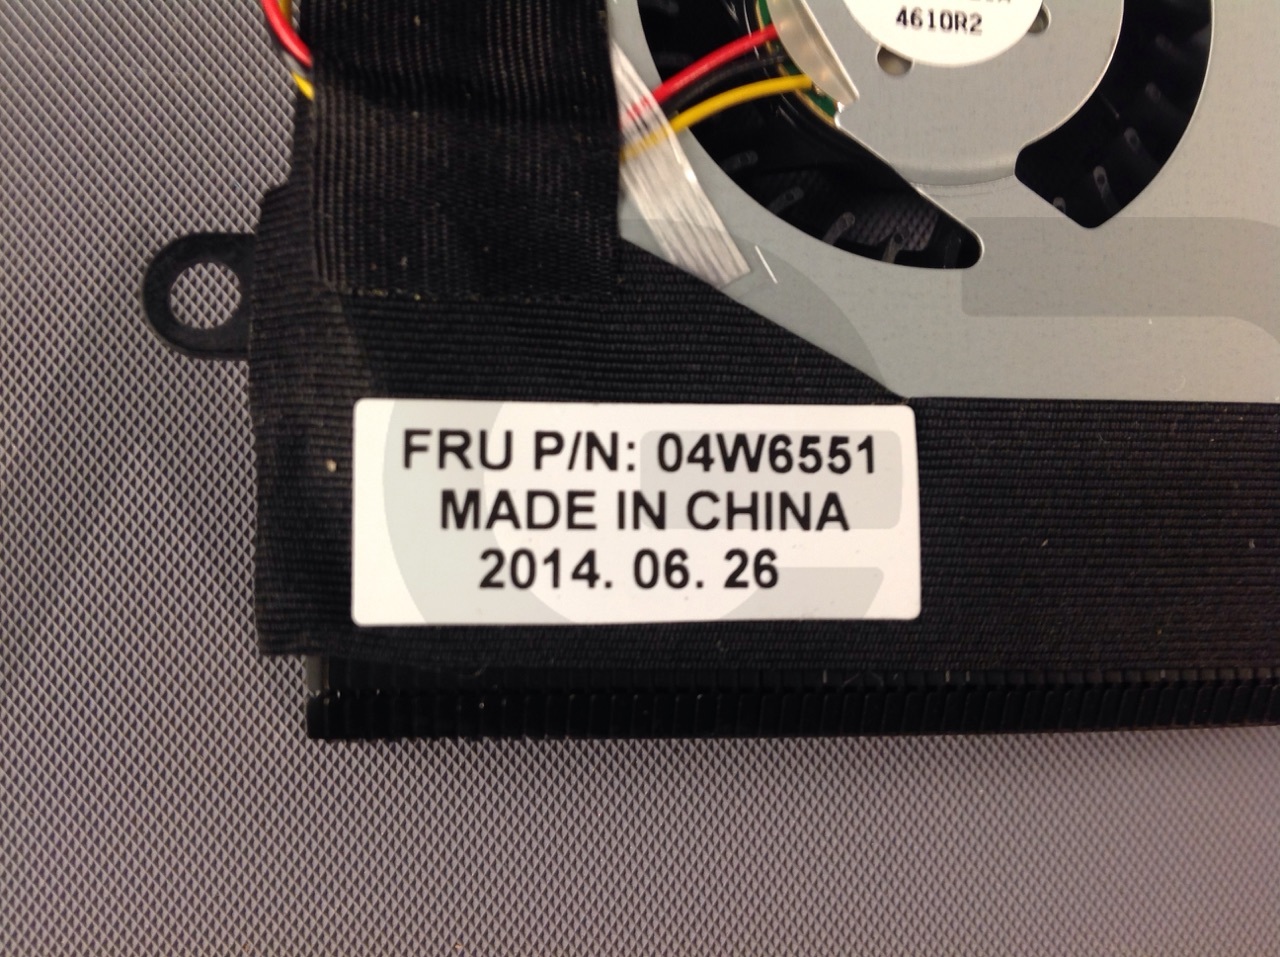 4610R2
FRU P/N: 04W6551
MADE IN CHINA
2014. 06. 26